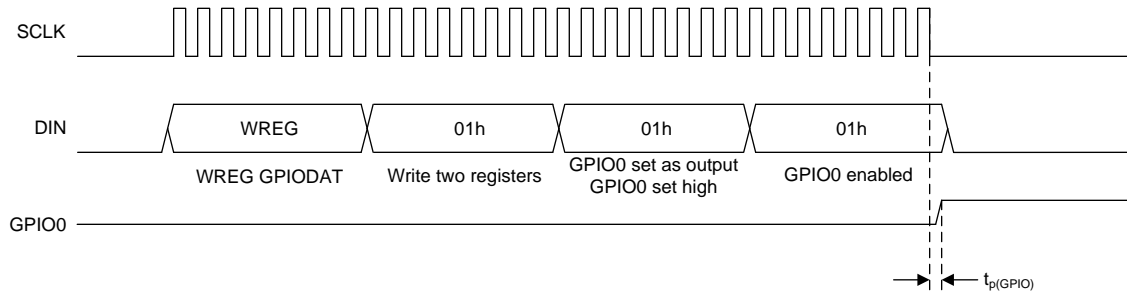 SCLK
DIN
WREG
01h
01h
01h
WREG GPIODAT
Write two registers
GPIO0 set as output
GPIO0 set high
GPIO0 enabled
GPIO0
tp(GPIO)